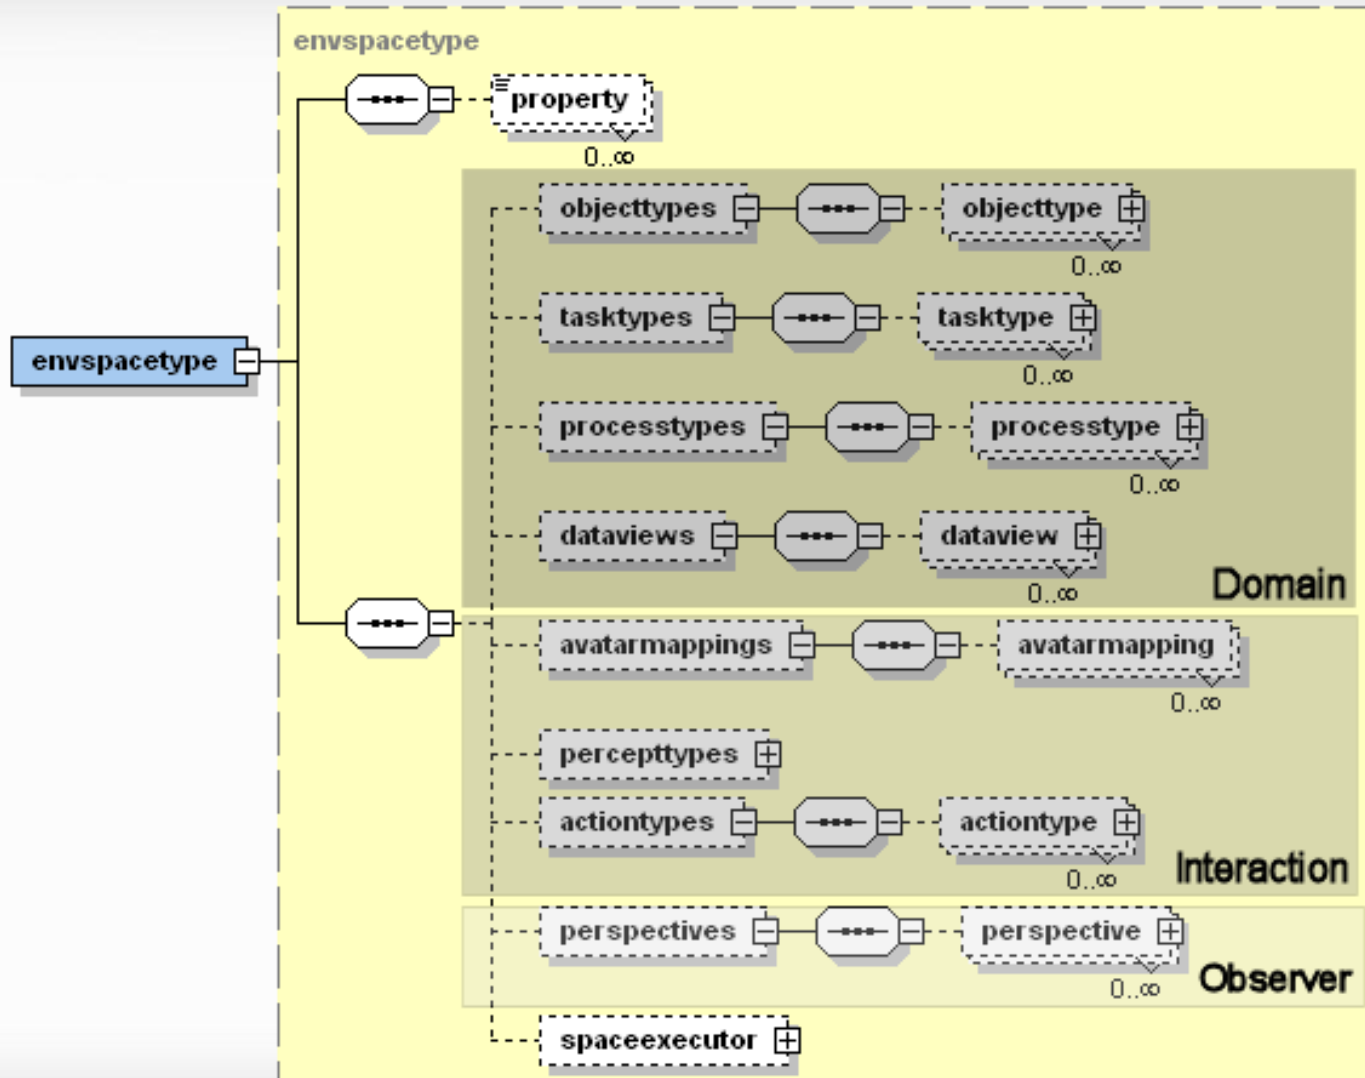 envspacetype
property
0..∞
objecttypes objecttype
0..∞
tasktypes tasktype
0..∞
envspacetype
processtypes processtype
0..∞
dataviews dataview
0..∞
Domain
avatarmappings avatarmapping
0..∞
percepttypes
actiontypes actiontype
0..∞
Interaction
perspectives perspective
0..∞
Observer
spaceexecutor